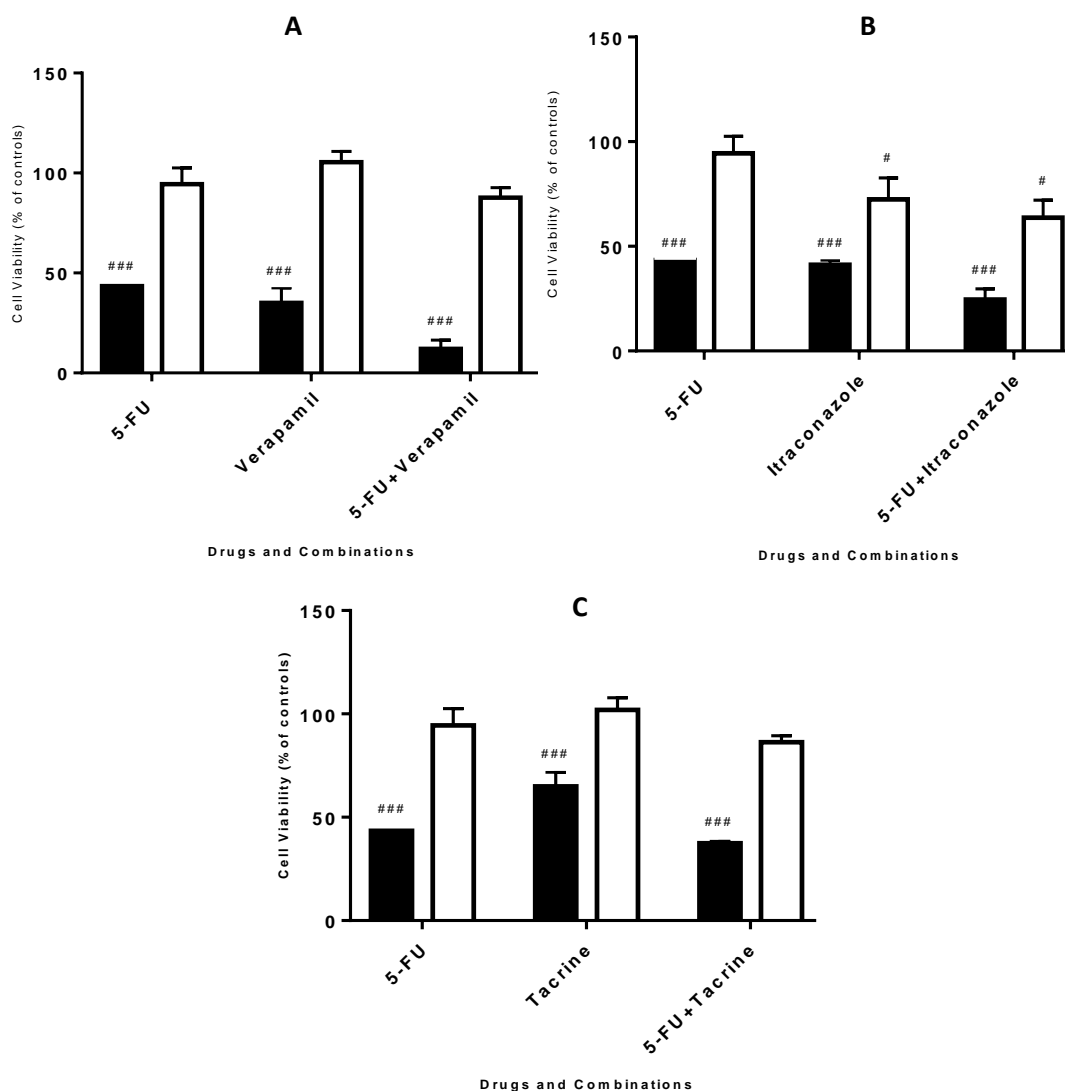 A
Cell Viability (% of controls)
150
100
50
0
###
###
###
5-FU
Verapamil
5-FU+Verapamil
Drugs and Combinations
B
Cell Viability (% of controls)
150
100
50
0
###
###
#
###
#
5-FU
Itraconazole
5-FU+Itraconazole
Drugs and Combinations
C
Cell Viability (% of controls)
150
100
50
0
###
###
###
5-FU
Tacrine
5-FU+Tacrine
Drugs and Combinations